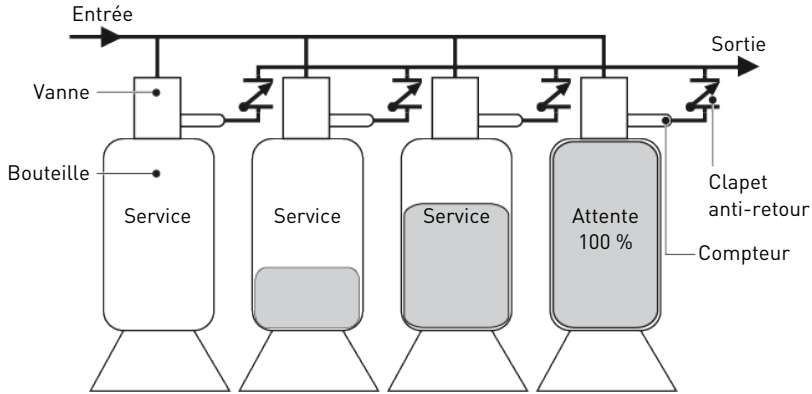 Entrée
Sortie
Vanne
Bouteille
Service
Service
Service
Attente
100 %
Clapet
anti-retour
Compteur